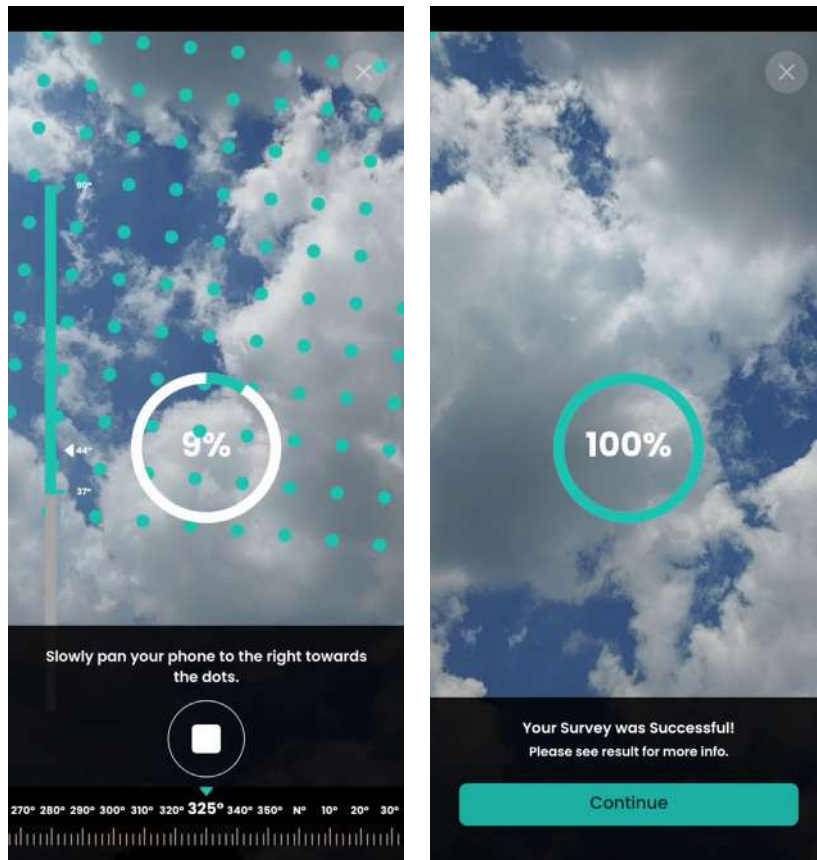 90°
9%
44°
37°
Slowly pan your phone to the right towards
the dots.
270° 280° 290° 300° 310° 320° 325° 340° 350° N° 10° 20° 30°
100%
Your Survey was Successful!
Please see result for more info.
Continue